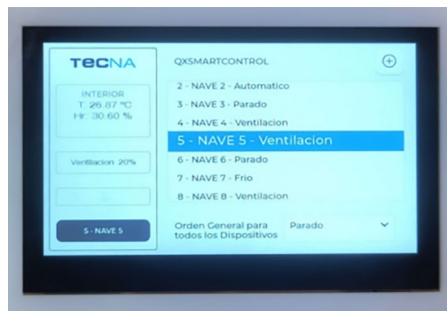 TECNA
INTERIOR
T: 26.87 ºC
Hr: 30.60 %
Ventilacion 20%
5 - NAVE 5
QXSMARTCONTROL
2 - NAVE 2 - Automatico
3 - NAVE 3 - Parado
4 - NAVE 4 - Ventilacion
5 - NAVE 5 - Ventilacion
6 - NAVE 6 - Parado
7 - NAVE 7 - Frio
8 - NAVE 8 - Ventilacion
Orden General para
todos los Dispositivos
Parado